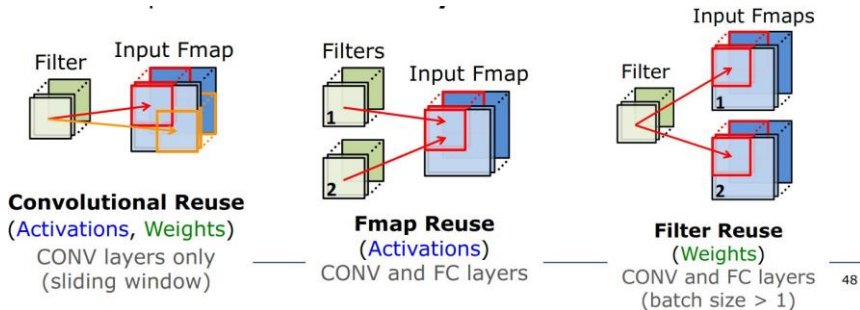 Filter
Input Fmap
Convolutional Reuse
(Activations, Weights)
CONV layers only
(sliding window)
Filters
Input Fmap
1
2
Fmap Reuse
(Activations)
CONV and FC layers
Input Fmaps
Filter
1
2
Filter Reuse
(Weights)
CONV and FC layers
(batch size > 1)
48